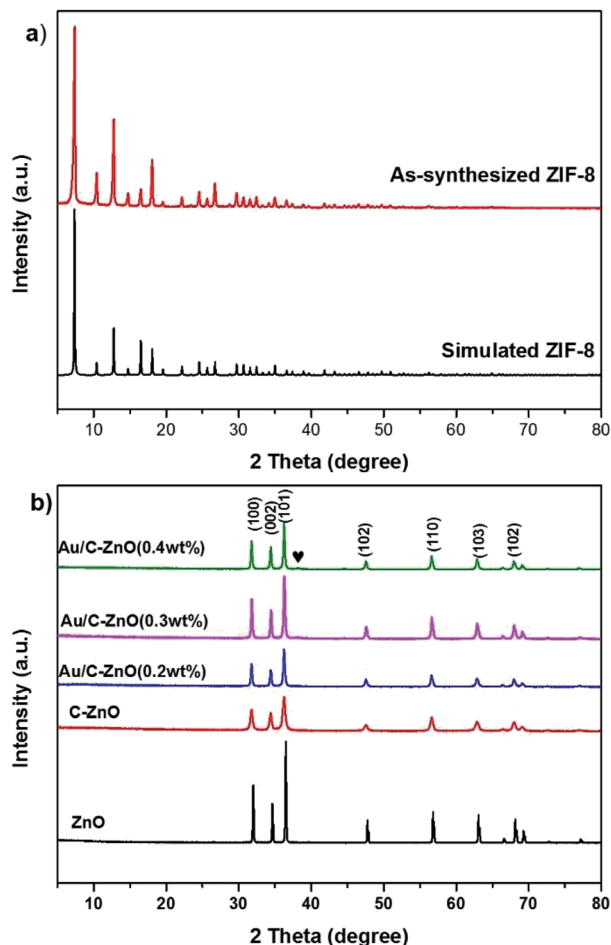 a)
Intensity (a.u.)
As-synthesized ZIF-8
Simulated ZIF-8
10 20 30 40 50 60 70 80
2 Theta (degree)
b)
(100) (002) (101) (102) (110) (103) (102)
Au/C-ZnO(0.4wt%)
♥
Au/C-ZnO(0.3wt%)
Au/C-ZnO(0.2wt%)
C-ZnO
ZnO
Intensity (a.u.)
10 20 30 40 50 60 70 80
2 Theta (degree)